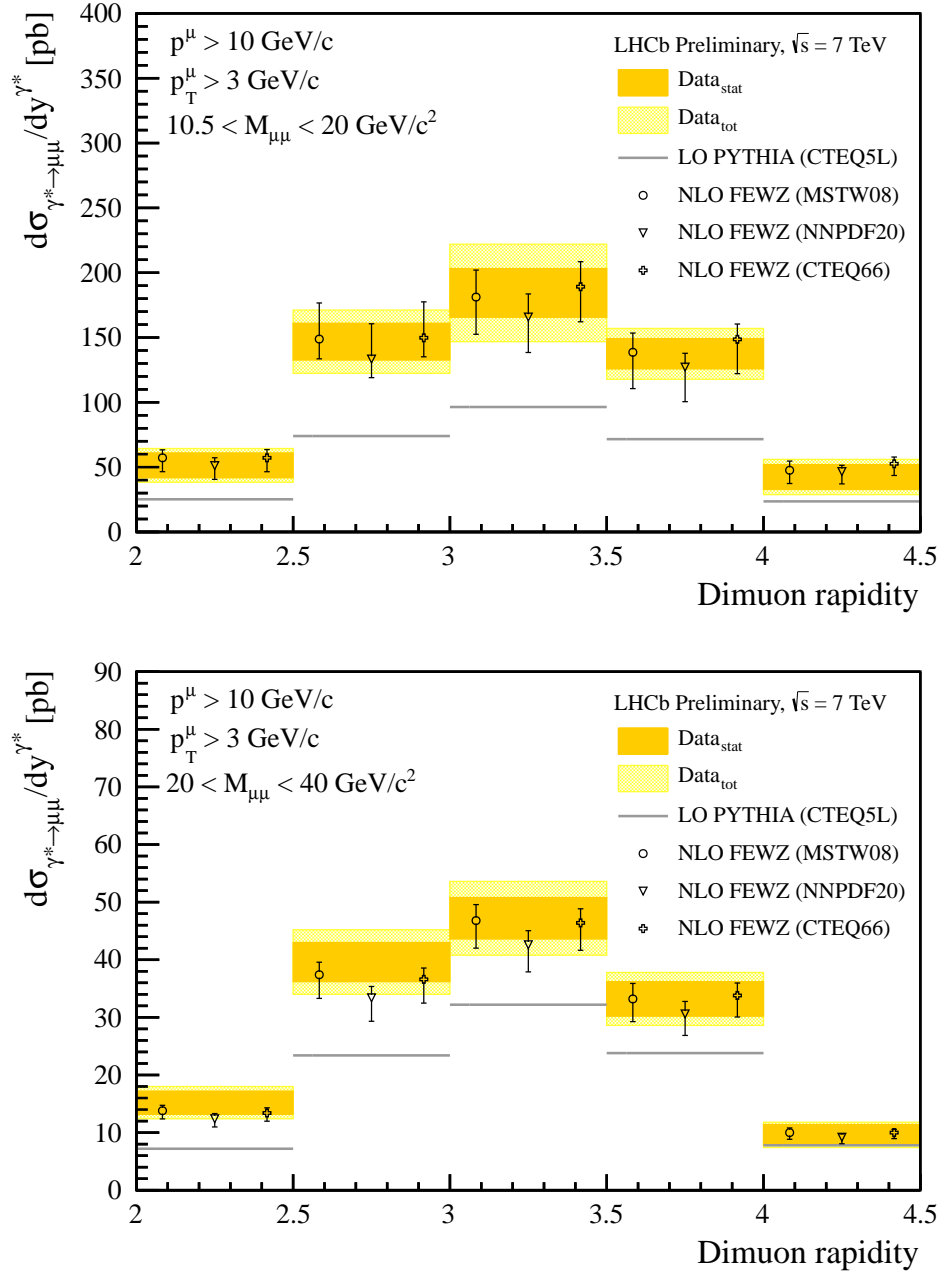 dσγ*→μμ/dyγ* [pb]
400
350
300
250
200
150
100
50
0
pμ > 10 GeV/c
pTμ > 3 GeV/c
10.5 < Mμμ < 20 GeV/c2
LHCb Preliminary, √s = 7 TeV
Datastat
Datatot
LO PYTHIA (CTEQ5L)
NLO FEWZ (MSTW08)
NLO FEWZ (NNPDF20)
NLO FEWZ (CTEQ66)
2 2.5 3 3.5 4 4.5
Dimuon rapidity
dσγ*→μμ/dyγ* [pb]
90
80
70
60
50
40
30
20
10
0
pμ > 10 GeV/c
pTμ > 3 GeV/c
20 < Mμμ < 40 GeV/c2
LHCb Preliminary, √s = 7 TeV
Datastat
Datatot
LO PYTHIA (CTEQ5L)
NLO FEWZ (MSTW08)
NLO FEWZ (NNPDF20)
NLO FEWZ (CTEQ66)
2 2.5 3 3.5 4 4.5
Dimuon rapidity